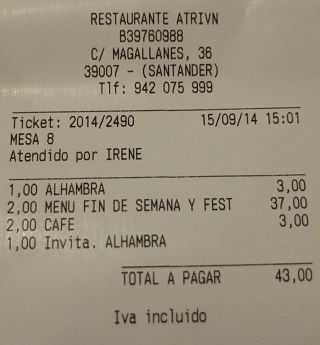 RESTAURANTE ATRIVN
B39760988
C/ MAGALLANES, 36
39007 - (SANTANDER)
Tlf: 942 075 999
Ticket: 2014/2490 15/09/14 15:01
MESA 8
Atendido por IRENE
1,00 ALHAMBRA 3,00
2,00 MENU FIN DE SEMANA Y FEST 37,00
2,00 CAFE 3,00
1,00 Invita. ALHAMBRA
TOTAL A PAGAR 43,00
Iva incluido